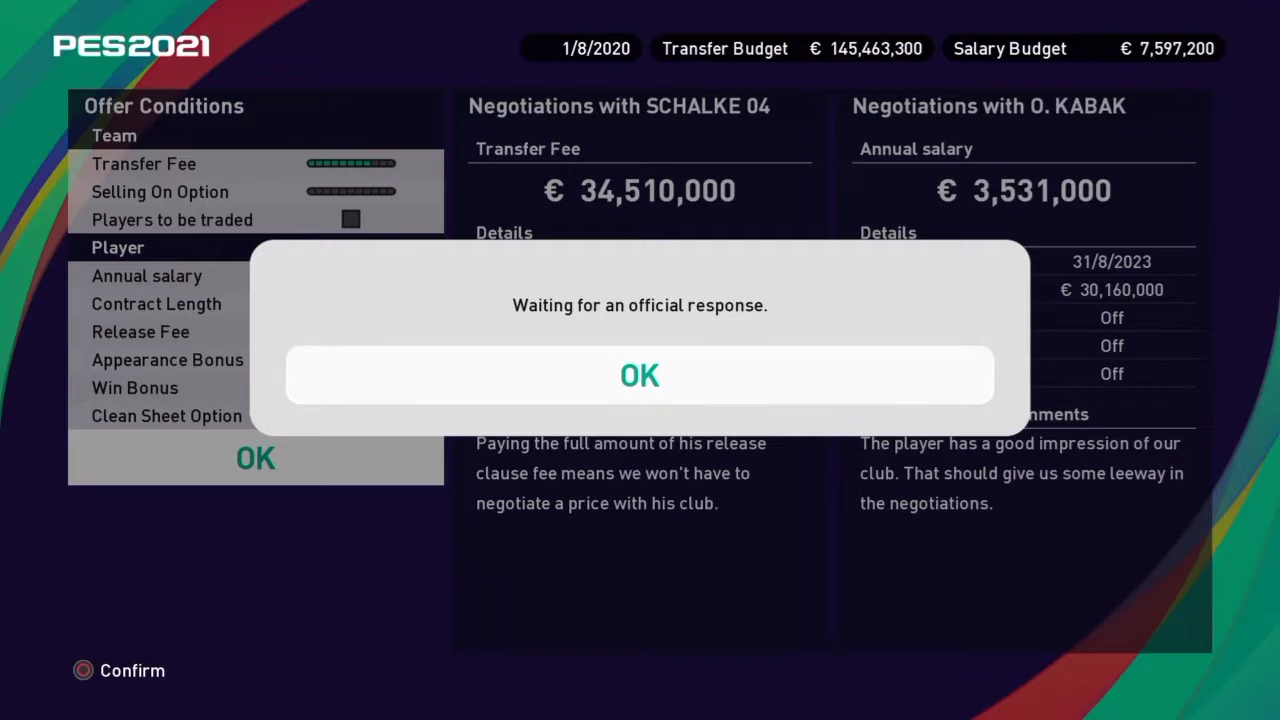 PES2021
1/8/2020
Transfer Budget € 145,463,300
Salary Budget € 7,597,200
Offer Conditions
Team
Transfer Fee
Selling On Option
Players to be traded
Player
Annual salary
Contract Length
Release Fee
Appearance Bonus
Win Bonus
Clean Sheet Option
OK
Negotiations with SCHALKE 04
Transfer Fee
€ 34,510,000
Details
Paying the full amount of his release
clause fee means we won't have to
negotiate a price with his club.
Negotiations with O. KABAK
Annual salary
€ 3,531,000
Details
31/8/2023
€ 30,160,000
Off
Off
Off
The player has a good impression of our
club. That should give us some leeway in
the negotiations.
Waiting for an official response.
OK
Confirm